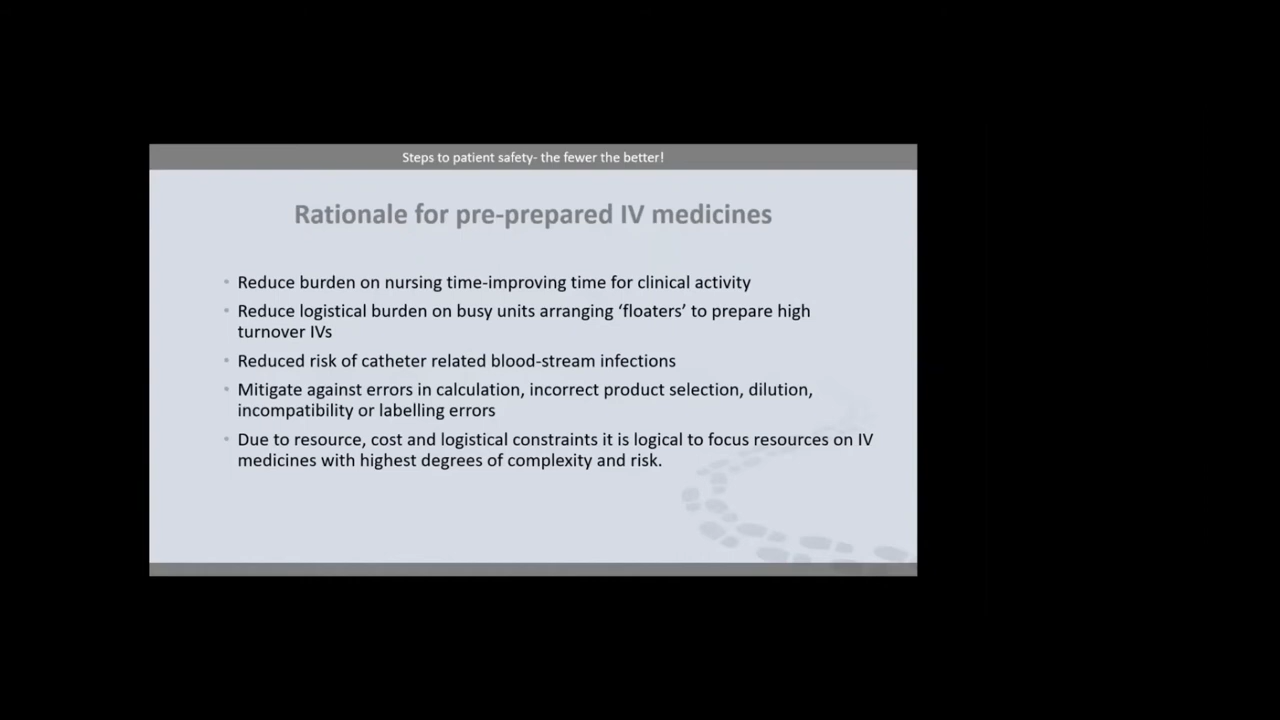 Steps to patient safety- the fewer the better!
Rationale for pre-prepared IV medicines
• Reduce burden on nursing time-improving time for clinical activity
• Reduce logistical burden on busy units arranging ‘floaters’ to prepare high
turnover IVs
• Reduced risk of catheter related blood-stream infections
• Mitigate against errors in calculation, incorrect product selection, dilution,
incompatibility or labelling errors
• Due to resource, cost and logistical constraints it is logical to focus resources on IV
medicines with highest degrees of complexity and risk.